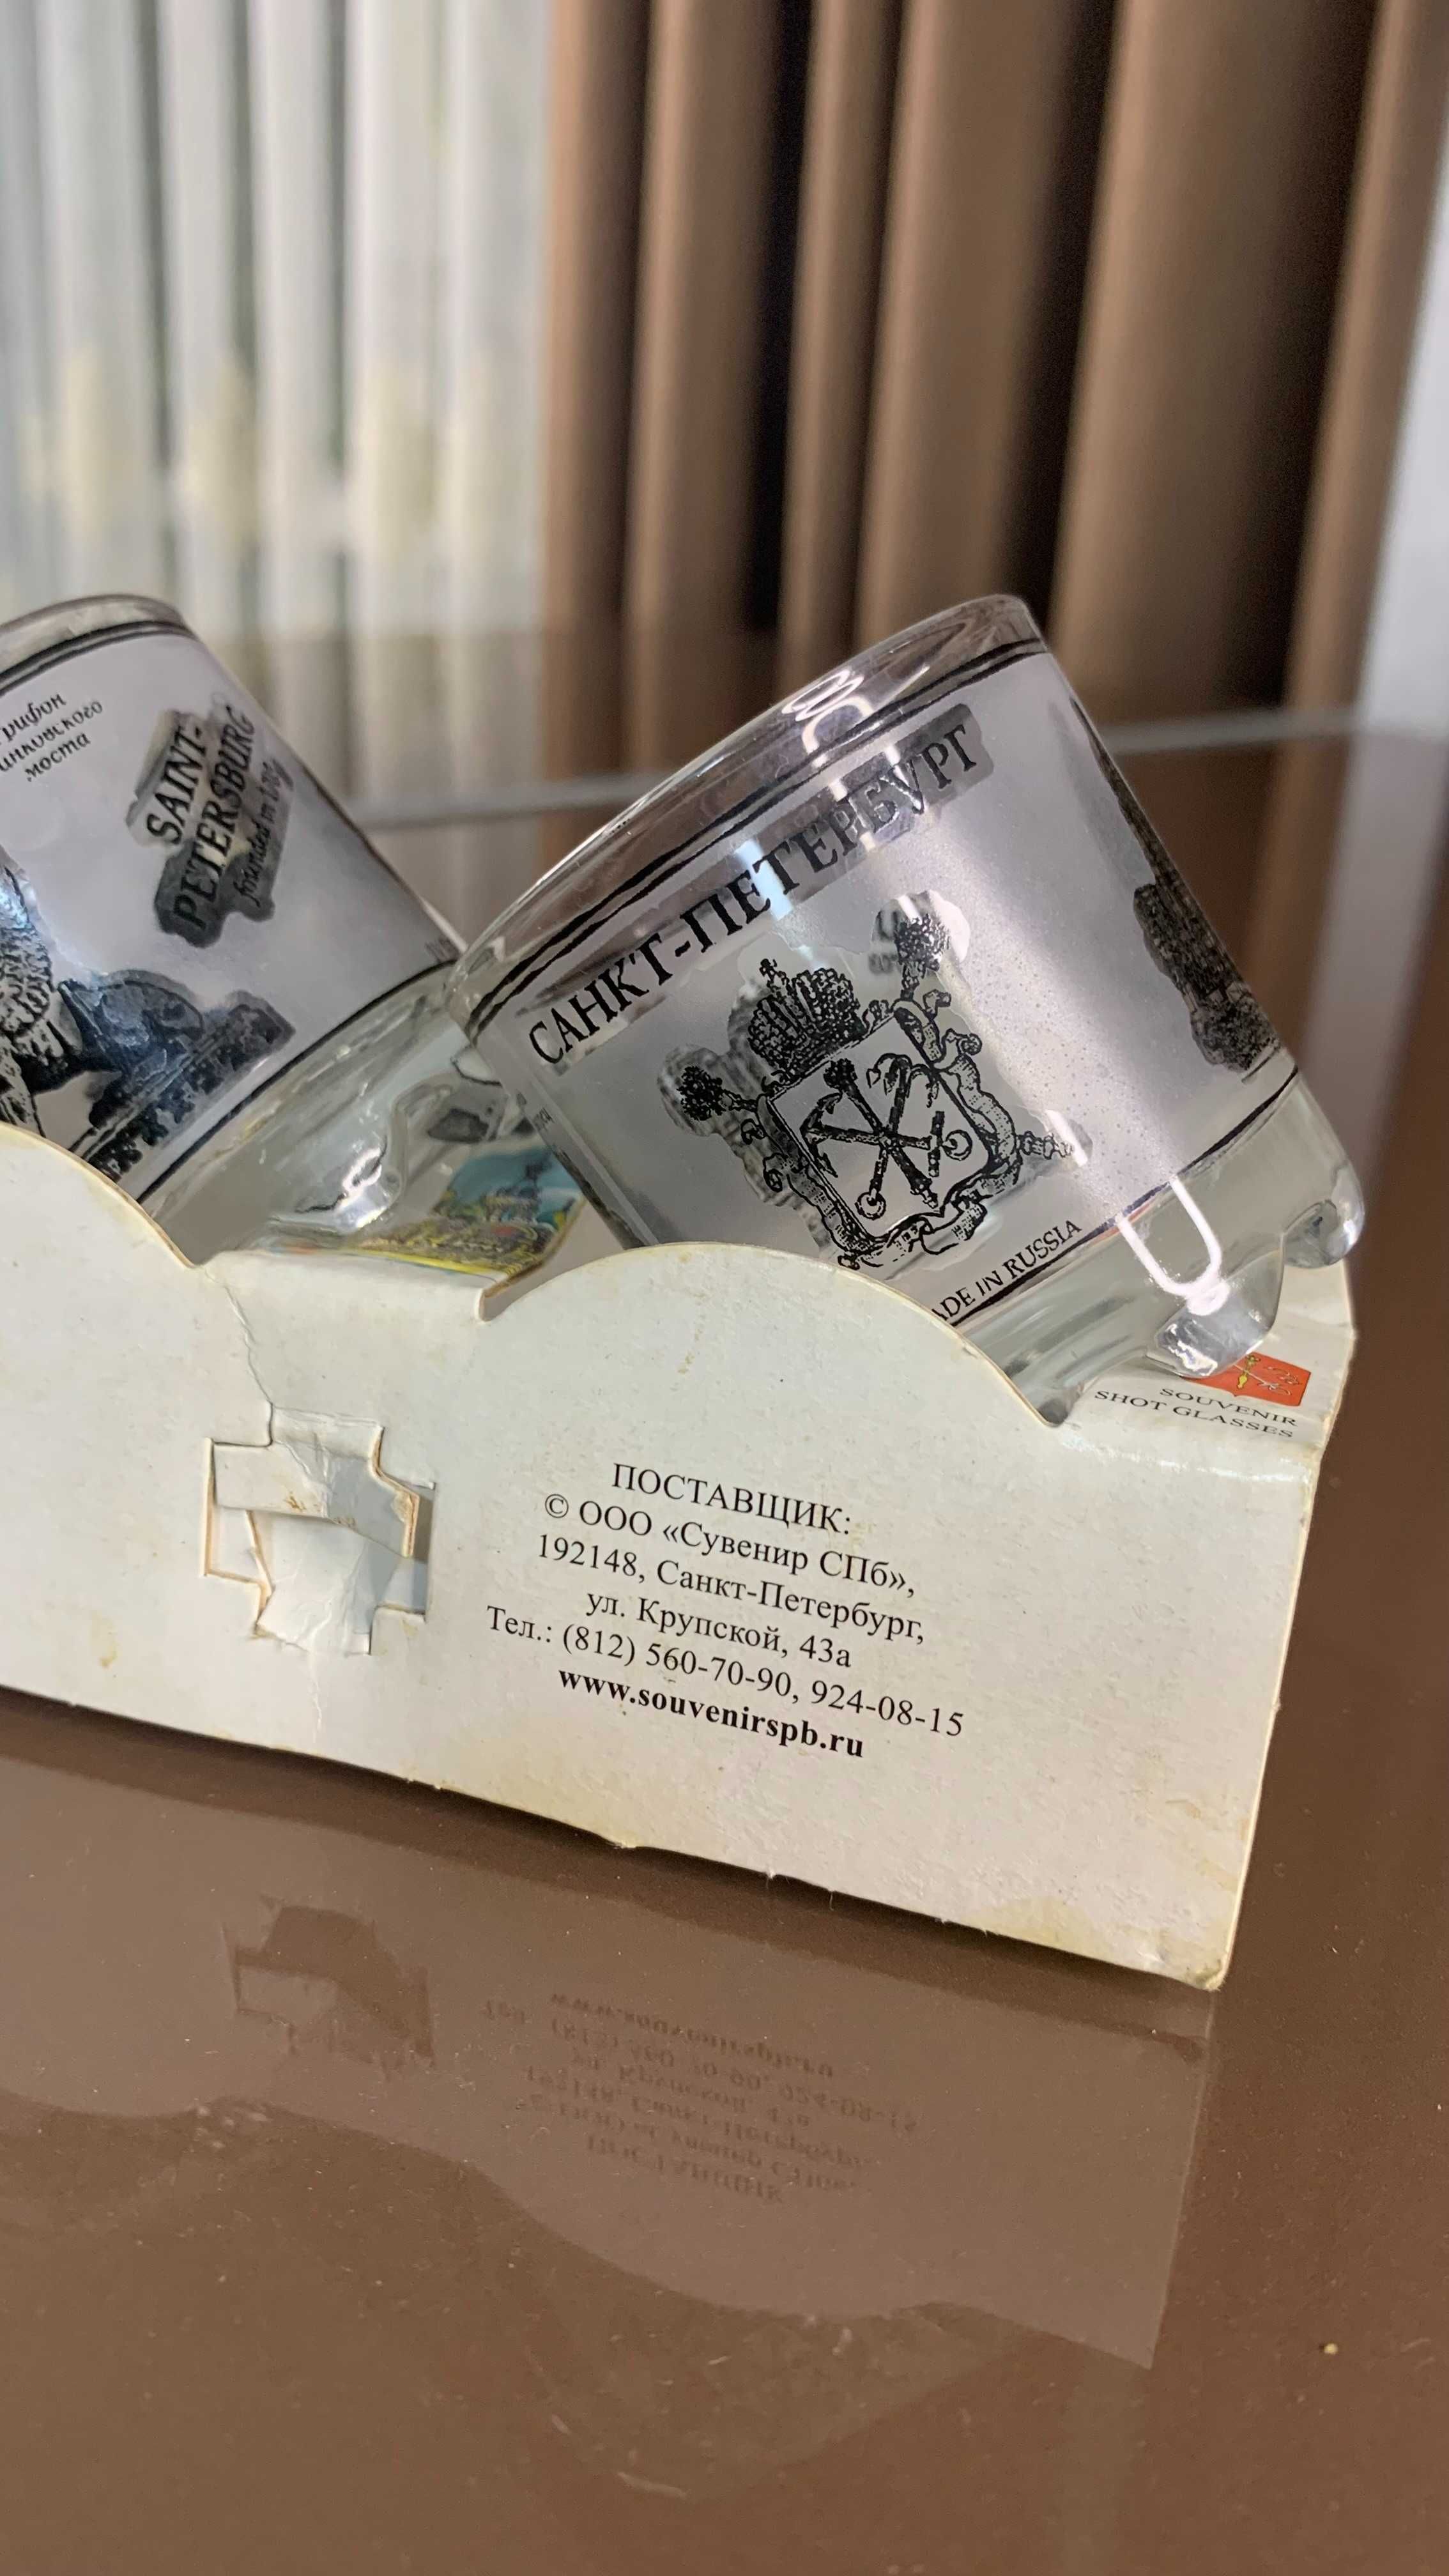 моста
SAINT-
PETERSBURG
founded in 1703
САНКТ-ПЕТЕРБУРГ
IN RUSSIA
SOUVENIR
SHOT GLASSES
ПОСТАВЩИК:
© ООО «Сувенир СПб»,
192148, Санкт-Петербург,
ул. Крупской, 43а
Тел.: (812) 560-70-90, 924-08-15
www.souvenirspb.ru